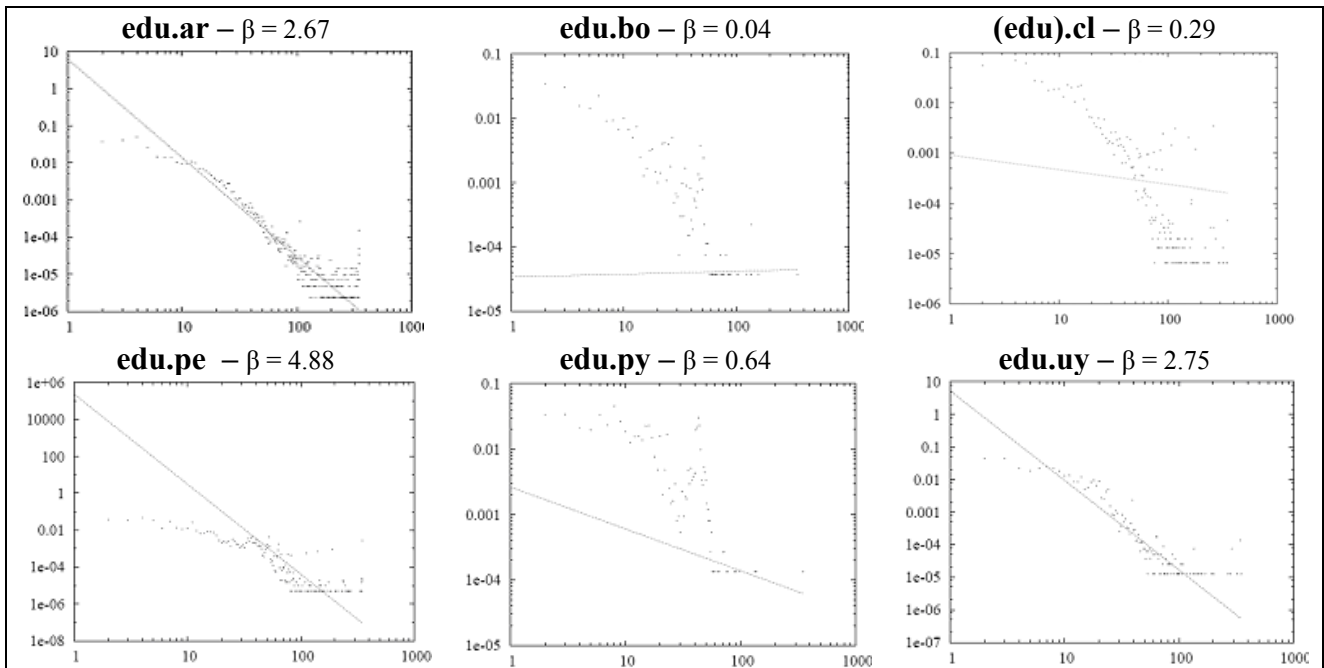 edu.ar – β = 2.67
10
1
0.1
0.01
0.001
1e-04
1e-05
1e-06
1 10 100 100
edu.bo – β = 0.04
0.1
0.01
0.001
1e-04
1e-05
1 10 100 1000
(edu).cl – β = 0.29
0.1
0.01
0.001
1e-04
1e-05
1e-06
1 10 100 1000
edu.pe – β = 4.88
1e+06
10000
100
1
0.01
1e-04
1e-06
1e-08
1 10 100 1000
edu.py – β = 0.64
0.1
0.01
0.001
1e-04
1e-05
1 10 100 1000
edu.uy – β = 2.75
10
1
0.1
0.01
0.001
1e-04
1e-05
1e-06
1e-07
1 10 100 1000